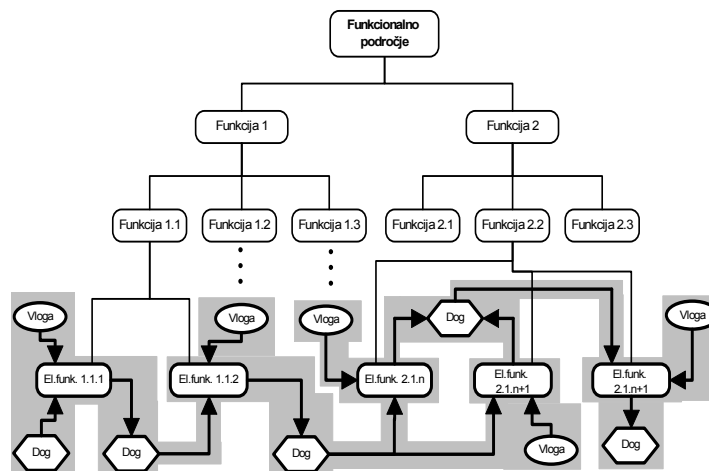 Funkcionalno
področje
Funkcija 1
Funkcija 2
Funkcija 1.1
Funkcija 1.2
Funkcija 1.3
Funkcija 2.1
Funkcija 2.2
Funkcija 2.3
Vloga
Vloga
Vloga
Dog
Vloga
El.funk. 1.1.1
El.funk. 1.1.2
El.funk. 2.1.n
El.funk.
2.1.n+1
El.funk.
2.1.n+1
Dog
Dog
Dog
Vloga
Dog